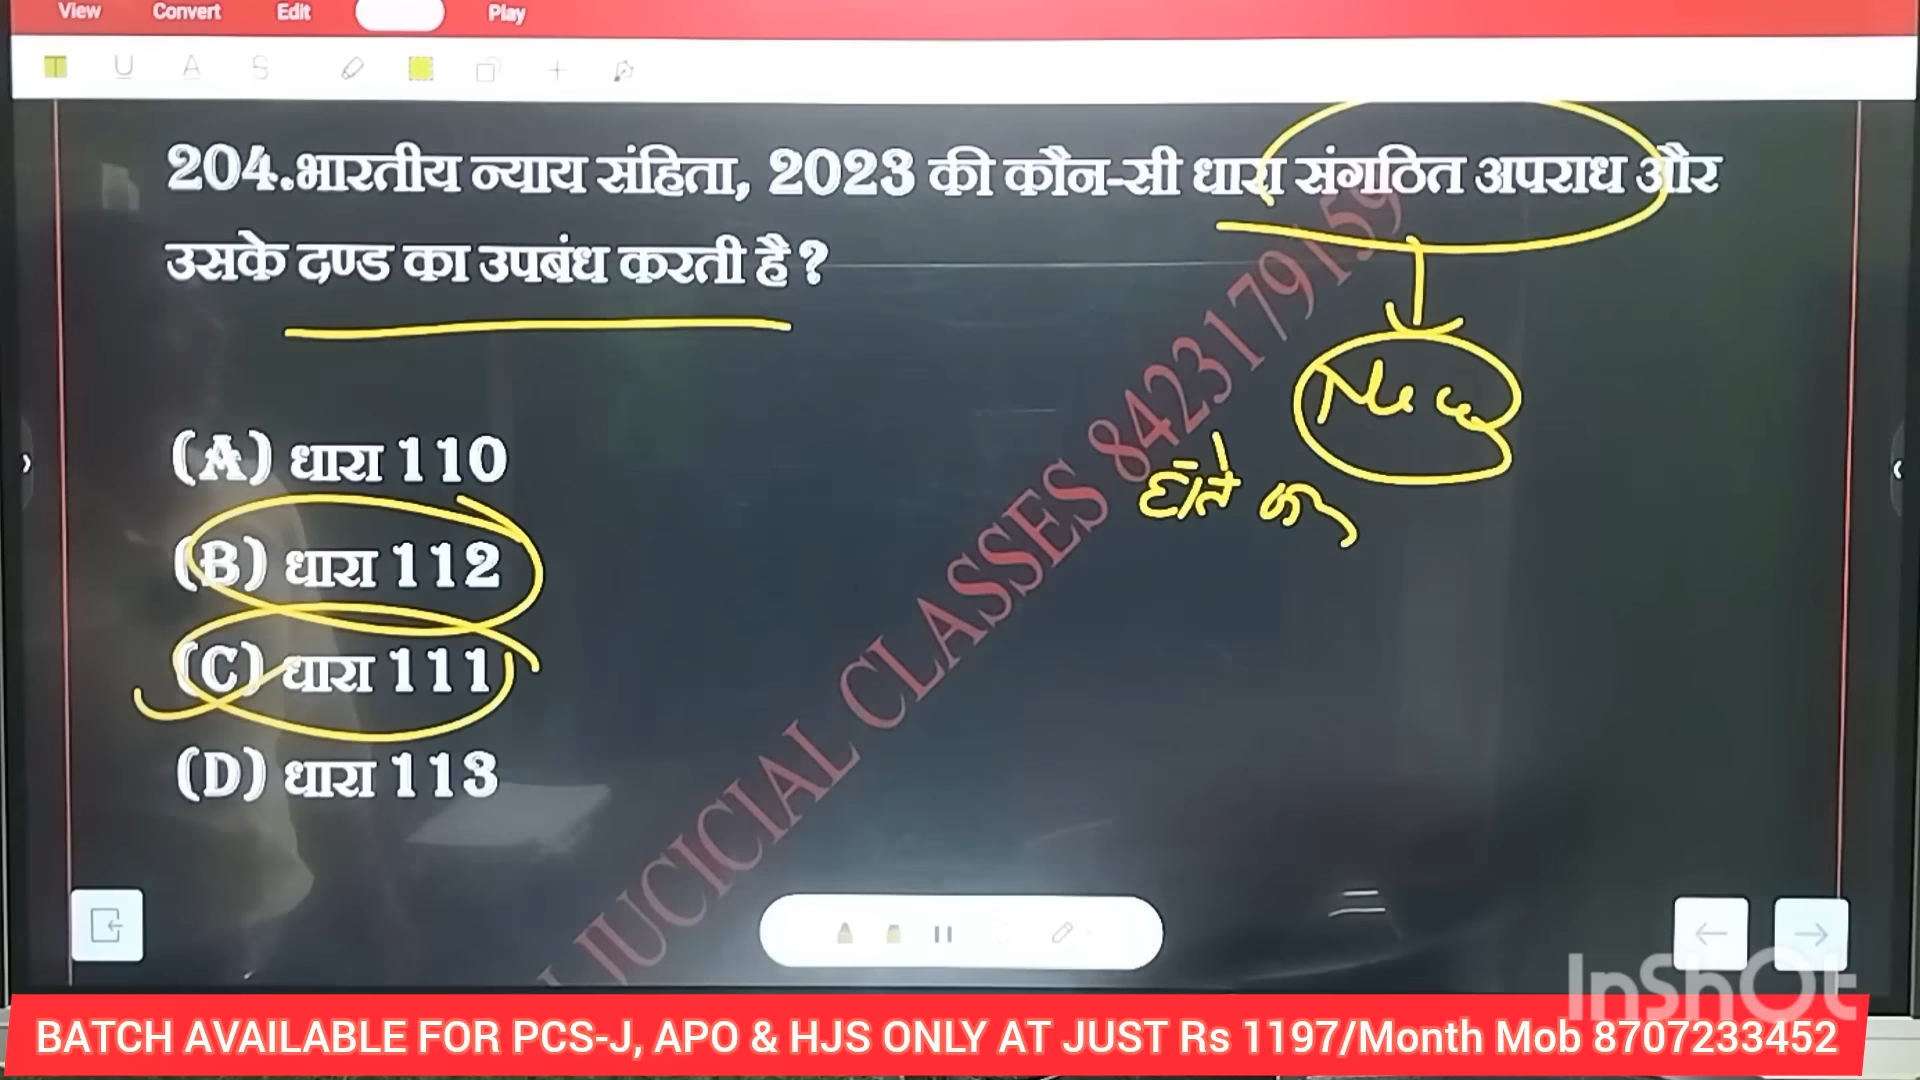 View Convert Edit Play
T U A S
204.भारतीय न्याय संहिता, 2023 की कौन-सी धारा संगठित अपराध और
उसके दण्ड का उपबंध करती है ?
New
(A) धारा 110
(B) धारा 112
(C) धारा 111
(D) धारा 113
JUCICIAL CLASSES 8423179159
InShOt
BATCH AVAILABLE FOR PCS-J, APO & HJS ONLY AT JUST Rs 1197/Month Mob 8707233452